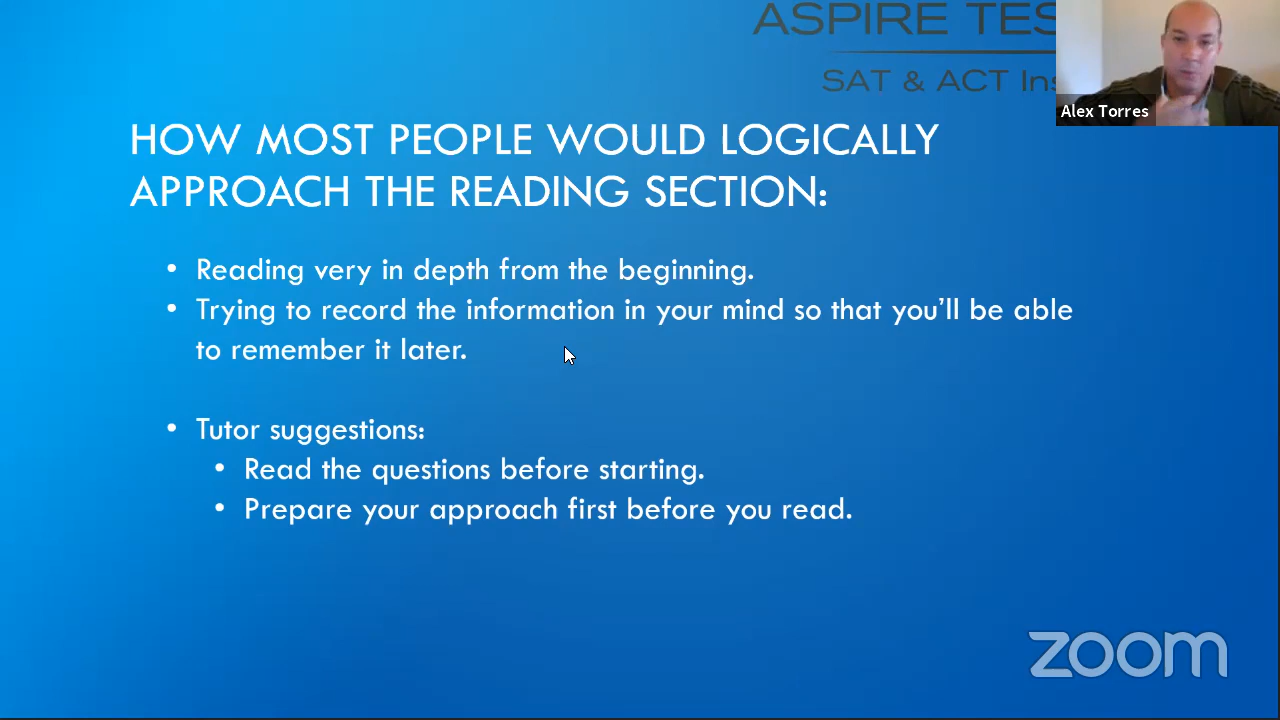 ASPIRE TES
SAT & ACT Ins
Alex Torres
HOW MOST PEOPLE WOULD LOGICALLY
APPROACH THE READING SECTION:
• Reading very in depth from the beginning.
• Trying to record the information in your mind so that you’ll be able
to remember it later.
• Tutor suggestions:
• Read the questions before starting.
• Prepare your approach first before you read.
zoom